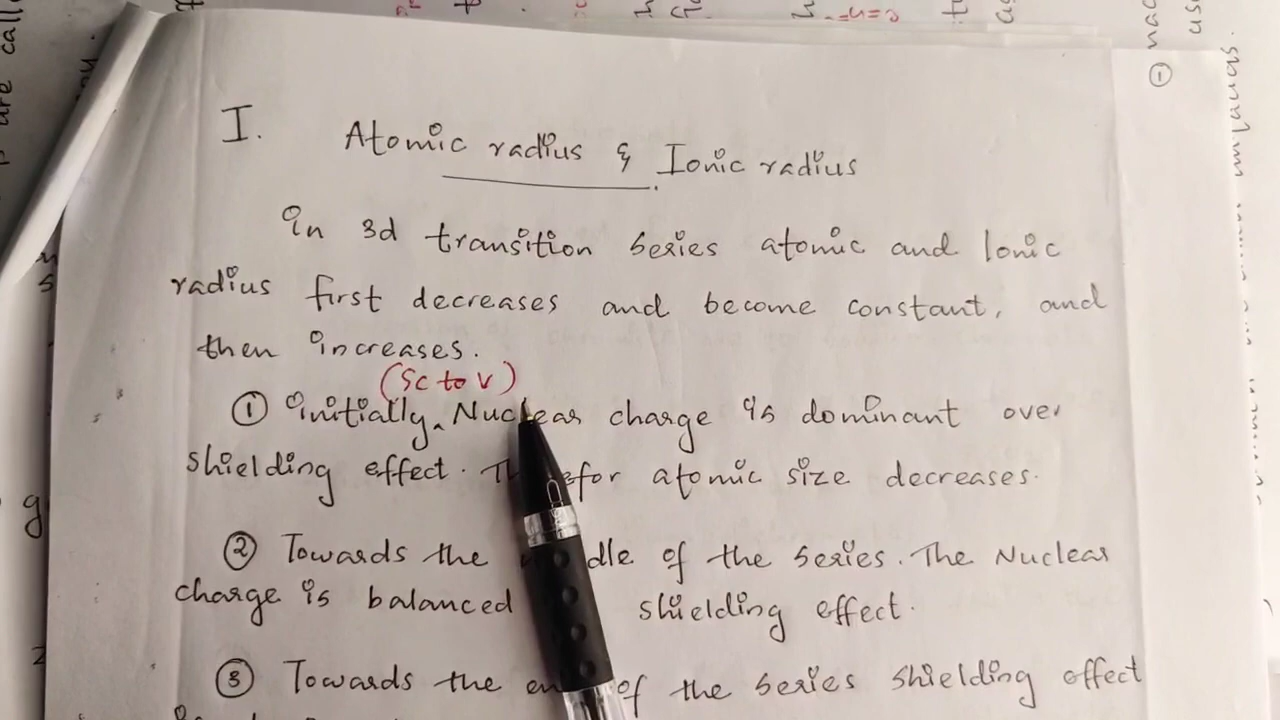 I. Atomic radius & Ionic radius
In 3d transition series atomic and Ionic
radius first decreases and become constant, and
then increases.
(Sc to V)
① initially Nuclear charge is dominant over
shielding effect. efor atomic size decreases.
② Towards the dle of the series. The Nuclear
charge is balanced shielding effect.
③ Towards the en of the series shielding effect